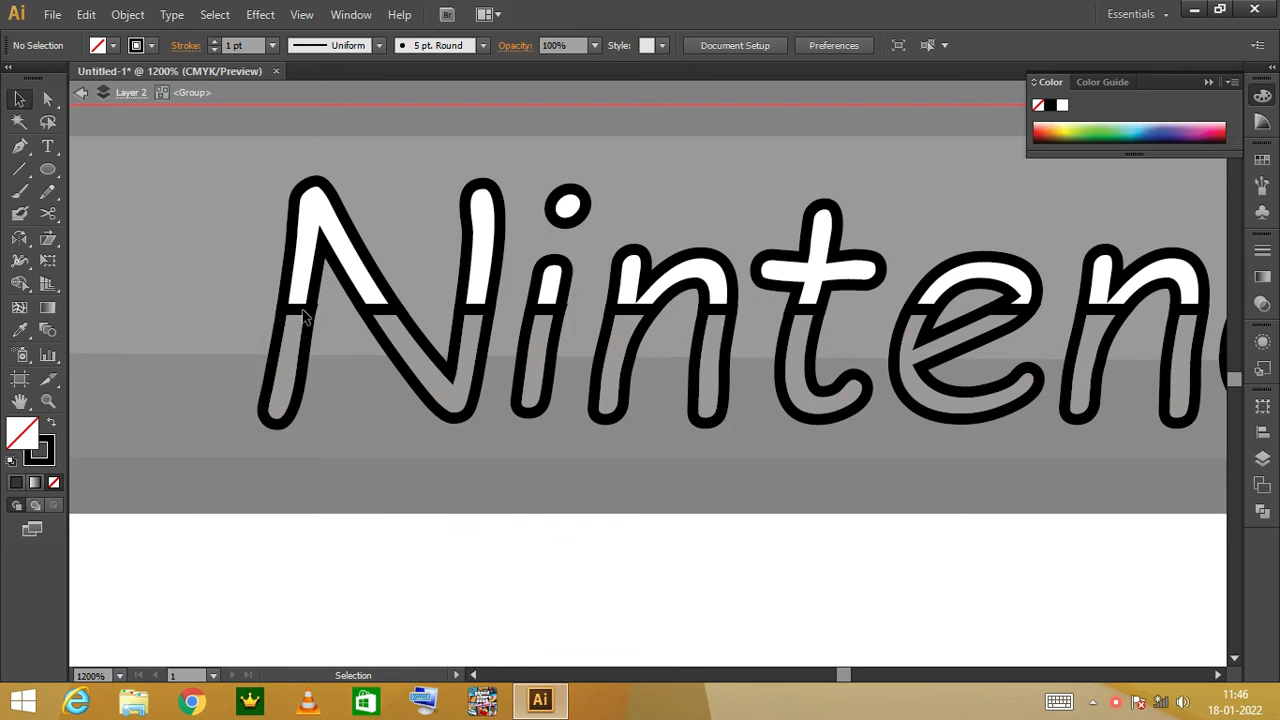 Ai File Edit Object Type Select Effect View Window Help Br Essentials
No Selection Stroke: 1 pt Uniform 5 pt. Round Opacity: 100% Style: Document Setup Preferences
Untitled-1* @ 1200% (CMYK/Preview)
Layer 2 <Group>
Color Color Guide
Ninten
1200% 1 Selection
Ai
11:46
18-01-2022